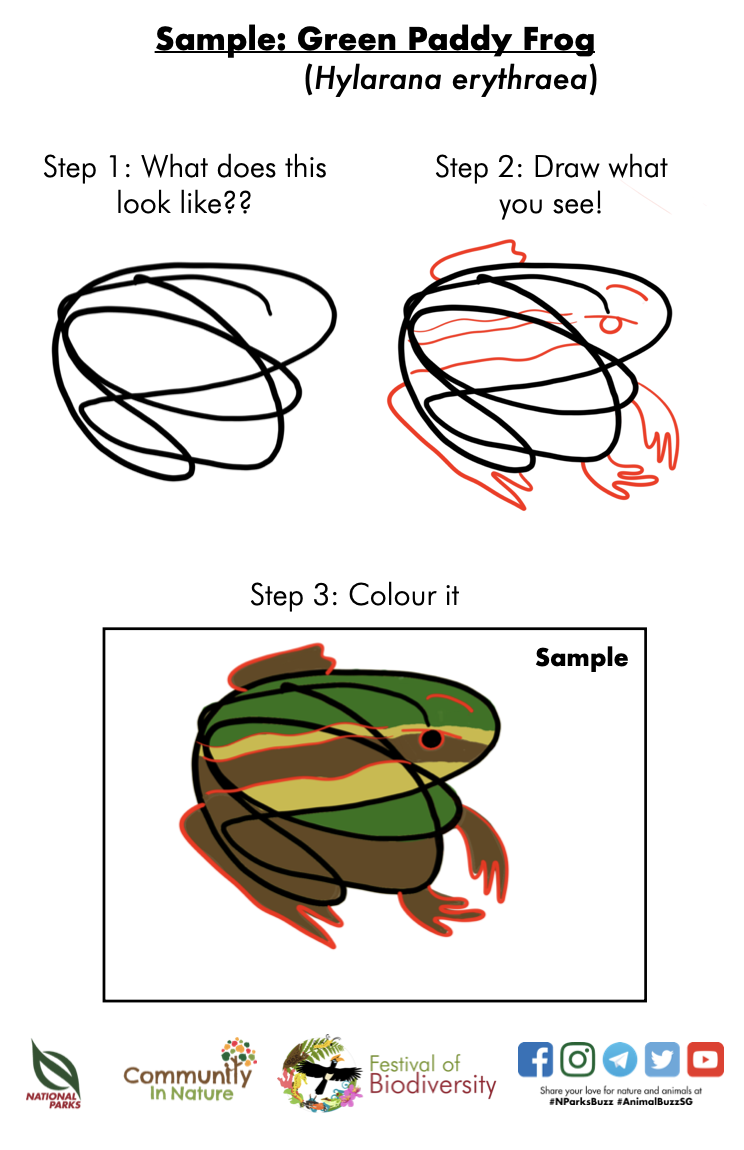 Sample: Green Paddy Frog
(Hylarana erythraea)
Step 1: What does this
look like??
Step 2: Draw what
you see!
Step 3: Colour it
Sample
NATIONAL
PARKS
Community
In Nature
Festival of
Biodiversity
Share your love for nature and animals at
#NParksBuzz #AnimalBuzzSG